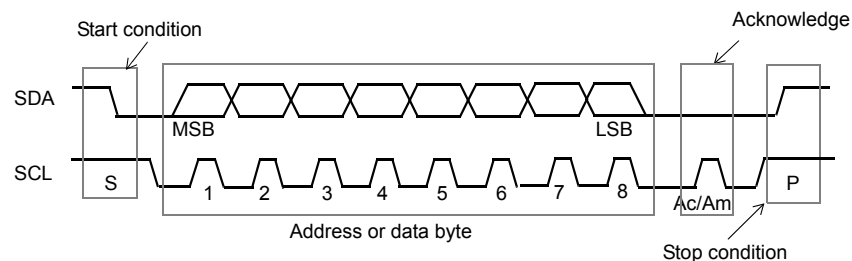 Start condition
Acknowledge
SDA
MSB
LSB
SCL
S
1
2
3
4
5
6
7
8
Ac/Am
P
Address or data byte
Stop condition